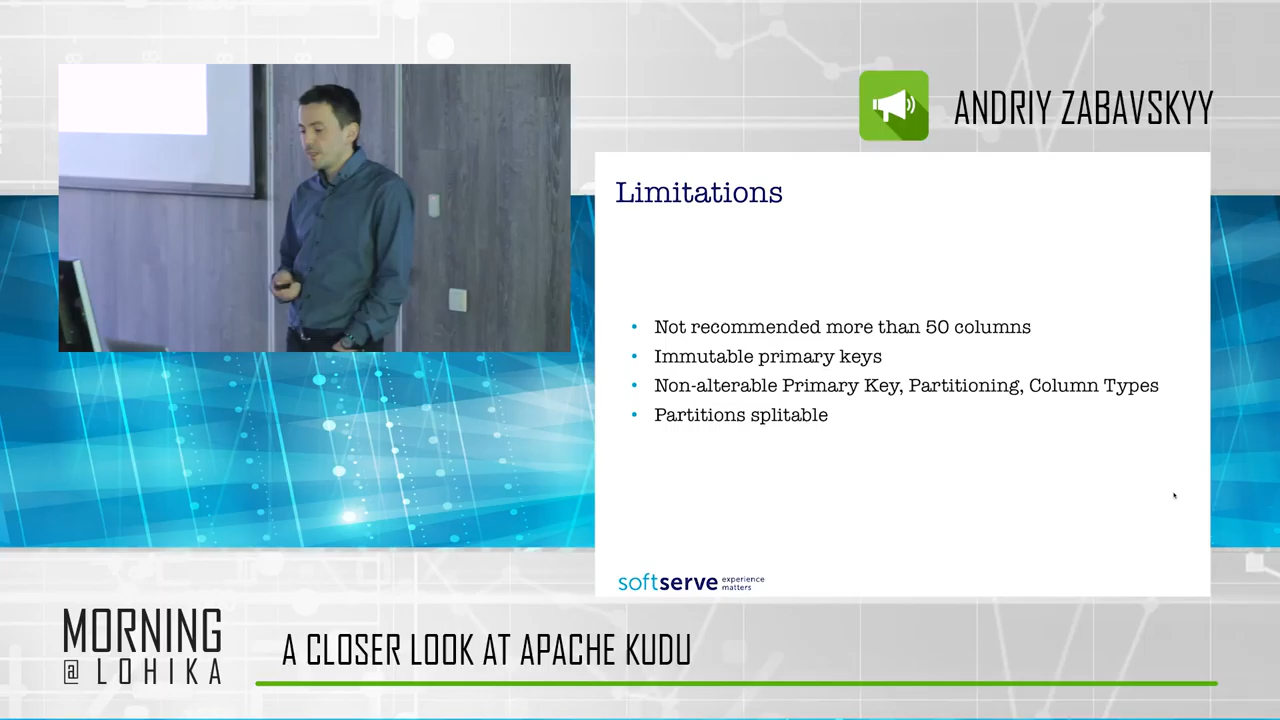 ANDRIY ZABAVSKYY
Limitations
• Not recommended more than 50 columns
• Immutable primary keys
• Non-alterable Primary Key, Partitioning, Column Types
• Partitions splitable
softserve experience matters
MORNING
@ LOHIKA
A CLOSER LOOK AT APACHE KUDU